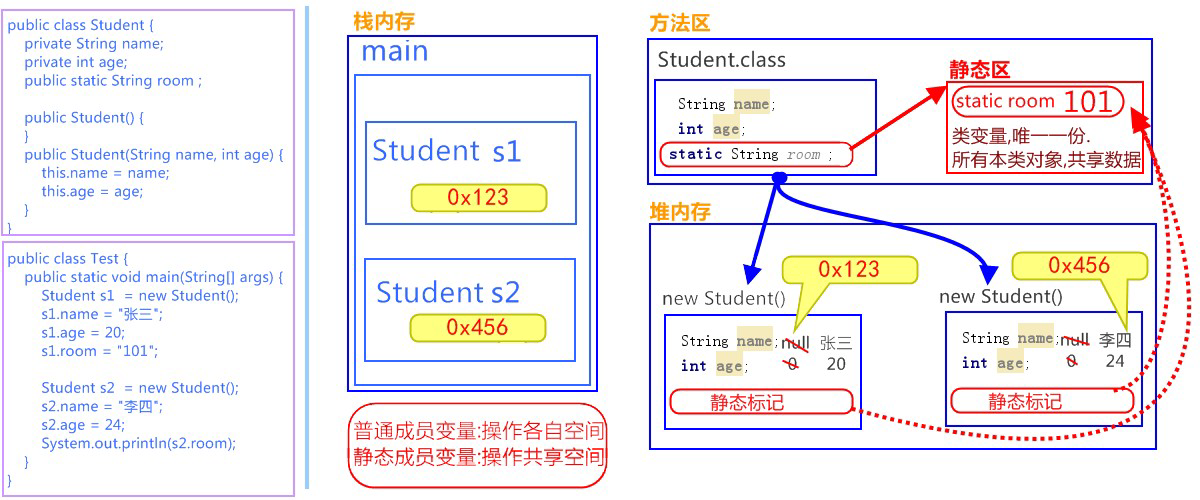 public class Student {
private String name;
private int age;
public static String room ;
public Student() {
}
public Student(String name, int age) {
this.name = name;
this.age = age;
}
}
public class Test {
public static void main(String[] args) {
Student s1 = new Student();
s1.name = "张三";
s1.age = 20;
s1.room = "101";
Student s2 = new Student();
s2.name = "李四";
s2.age = 24;
System.out.println(s2.room);
}
}
栈内存
main
Student s1
0x123
Student s2
0x456
普通成员变量:操作各自空间
静态成员变量:操作共享空间
方法区
Student.class
String name;
int age;
static String room ;
静态区
static room 101
类变量,唯一一份.
所有本类对象,共享数据
堆内存
0x123
new Student()
String name; null 张三
int age; 0 20
静态标记
0x456
new Student()
String name; null 李四
int age; 0 24
静态标记